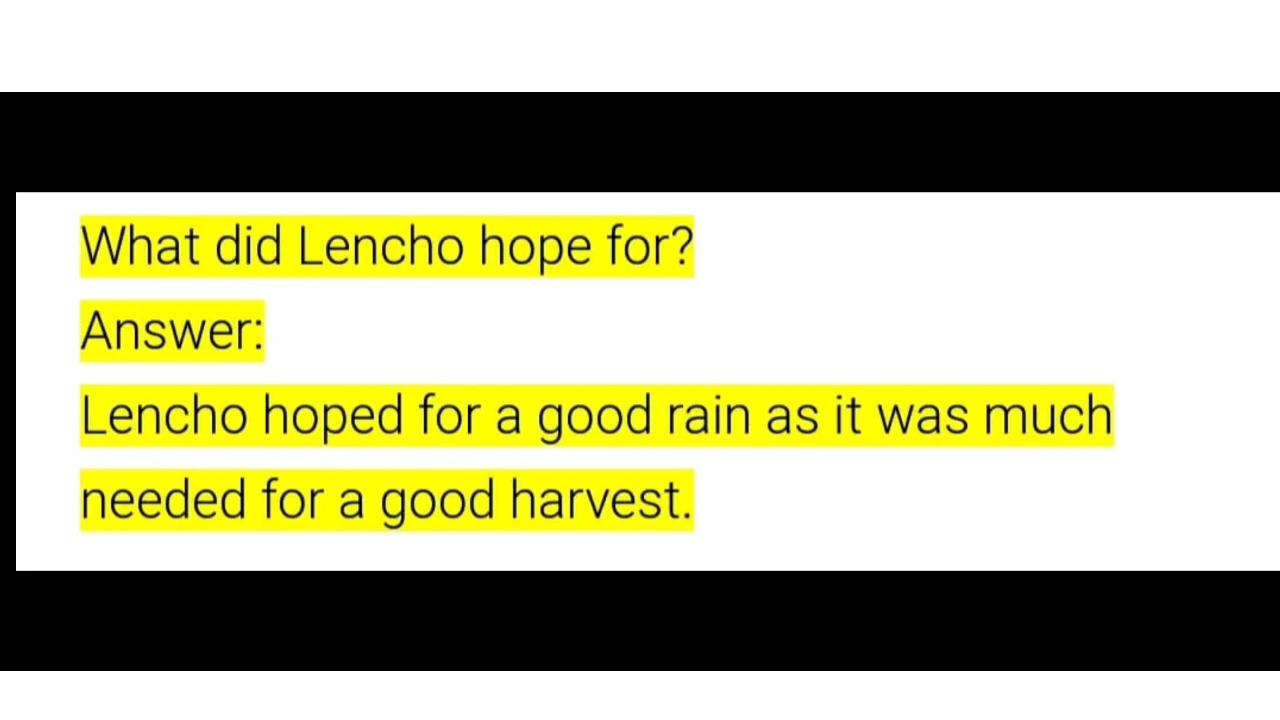 What did Lencho hope for?
Answer:
Lencho hoped for a good rain as it was much
needed for a good harvest.